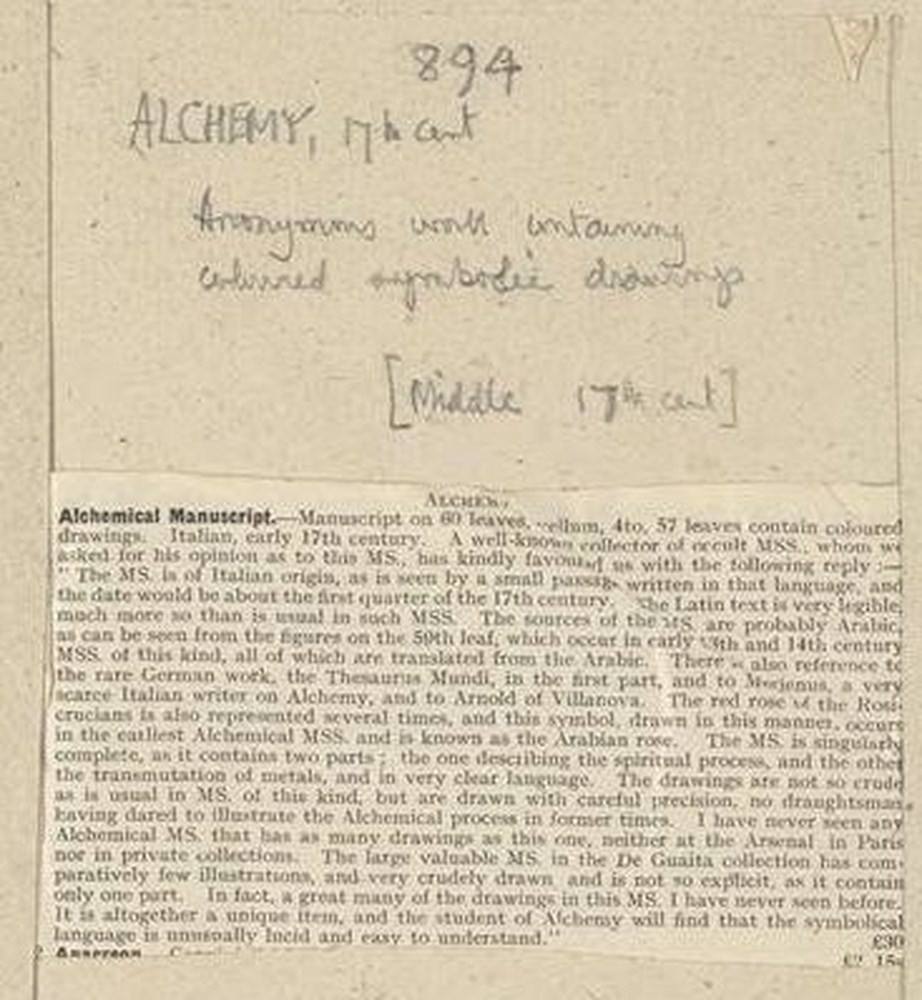 894
ALCHEMY, 17th cent
Anonymous work containing
coloured symbolic drawings
[Middle 17th cent]
ALCHEM
Alchemical Manuscript.—Manuscript on 60 leaves, vellum, 4to, 57 leaves contain coloured
drawings. Italian, early 17th century. A well-known collector of occult MSS., whom we
asked for his opinion as to this MS., has kindly favoured us with the following reply :—
" The MS. is of Italian origin, as is seen by a small passage written in that language, and
the date would be about the first quarter of the 17th century. The Latin text is very legible,
much more so than is usual in such MSS. The sources of the MS. are probably Arabic,
as can be seen from the figures on the 59th leaf, which occur in early 13th and 14th century
MSS. of this kind, all of which are translated from the Arabic. There is also reference to
the rare German work, the Thesaurus Mundi, in the first part, and to Morienus, a very
scarce Italian writer on Alchemy, and to Arnold of Villanova. The red rose of the Rosi-
crucians is also represented several times, and this symbol, drawn in this manner, occurs
in the earliest Alchemical MSS. and is known as the Arabian rose. The MS. is singularly
complete, as it contains two parts ; the one describing the spiritual process, and the other
the transmutation of metals, and in very clear language. The drawings are not so crude
as is usual in MS. of this kind, but are drawn with careful precision, no draughtsman
having dared to illustrate the Alchemical process in former times. I have never seen any
Alchemical MS. that has as many drawings as this one, neither at the Arsenal in Paris
nor in private collections. The large valuable MS. in the De Guaita collection has com-
paratively few illustrations, and very crudely drawn and is not so explicit, as it contain
only one part. In fact, a great many of the drawings in this MS. I have never seen before.
It is altogether a unique item, and the student of Alchemy will find that the symbolical
language is unusually lucid and easy to understand."
£30
£2 15s